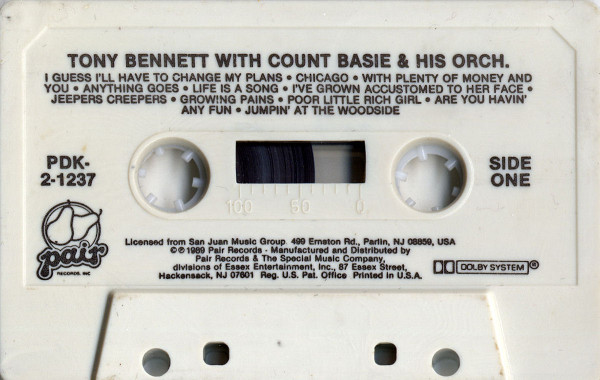 TONY BENNETT WITH COUNT BASIE & HIS ORCH.
I GUESS I'LL HAVE TO CHANGE MY PLANS • CHICAGO • WITH PLENTY OF MONEY AND
YOU • ANYTHING GOES • LIFE IS A SONG • I'VE GROWN ACCUSTOMED TO HER FACE •
JEEPERS CREEPERS • GROWING PAINS • POOR LITTLE RICH GIRL • ARE YOU HAVIN'
ANY FUN • JUMPIN' AT THE WOODSIDE
PDK-
2-1237
SIDE
ONE
100 50 0
pair
RECORDS, INC
Licensed from San Juan Music Group 499 Ernston Rd., Parlin, NJ 08859, USA
©℗1989 Pair Records - Manufactured and Distributed by
Pair Records & The Special Music Company,
divisions of Essex Entertainment, Inc., 87 Essex Street,
Hackensack, NJ 07601 Reg. U.S. Pat. Office Printed in U.S.A.
DOLBY SYSTEM®